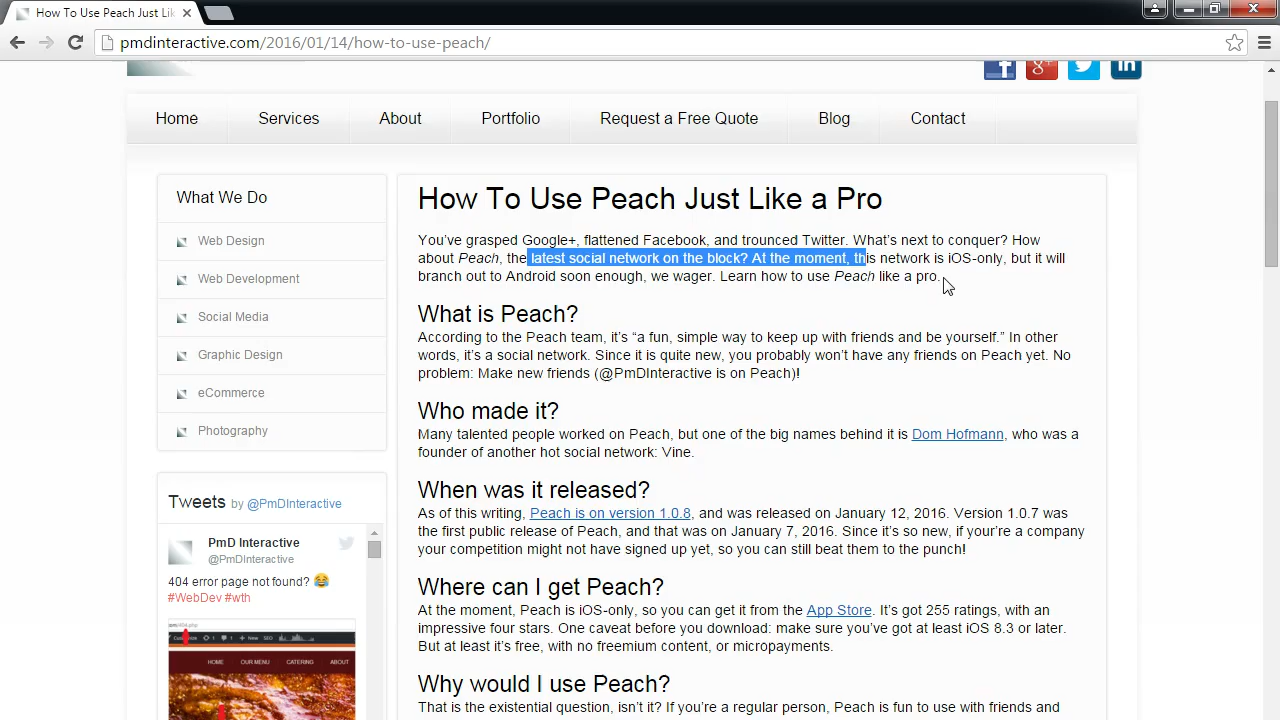 How To Use Peach Just Li
pmdinteractive.com/2016/01/14/how-to-use-peach/
Home Services About Portfolio Request a Free Quote Blog Contact
What We Do
Web Design
Web Development
Social Media
Graphic Design
eCommerce
Photography
Tweets by @PmDInteractive
PmD Interactive
@PmDInteractive
404 error page not found? 😂
#WebDev #wth
HOME OUR MENU CATERING ABOUT
How To Use Peach Just Like a Pro
You’ve grasped Google+, flattened Facebook, and trounced Twitter. What’s next to conquer? How
about Peach, the latest social network on the block? At the moment, this network is iOS-only, but it will
branch out to Android soon enough, we wager. Learn how to use Peach like a pro.
What is Peach?
According to the Peach team, it’s “a fun, simple way to keep up with friends and be yourself.” In other
words, it’s a social network. Since it is quite new, you probably won’t have any friends on Peach yet. No
problem: Make new friends (@PmDInteractive is on Peach)!
Who made it?
Many talented people worked on Peach, but one of the big names behind it is Dom Hofmann, who was a
founder of another hot social network: Vine.
When was it released?
As of this writing, Peach is on version 1.0.8, and was released on January 12, 2016. Version 1.0.7 was
the first public release of Peach, and that was on January 7, 2016. Since it’s so new, if your’re a company
your competition might not have signed up yet, so you can still beat them to the punch!
Where can I get Peach?
At the moment, Peach is iOS-only, so you can get it from the App Store. It’s got 255 ratings, with an
impressive four stars. One caveat before you download: make sure you’ve got at least iOS 8.3 or later.
But at least it’s free, with no freemium content, or micropayments.
Why would I use Peach?
That is the existential question, isn’t it? If you’re a regular person, Peach is fun to use with friends and